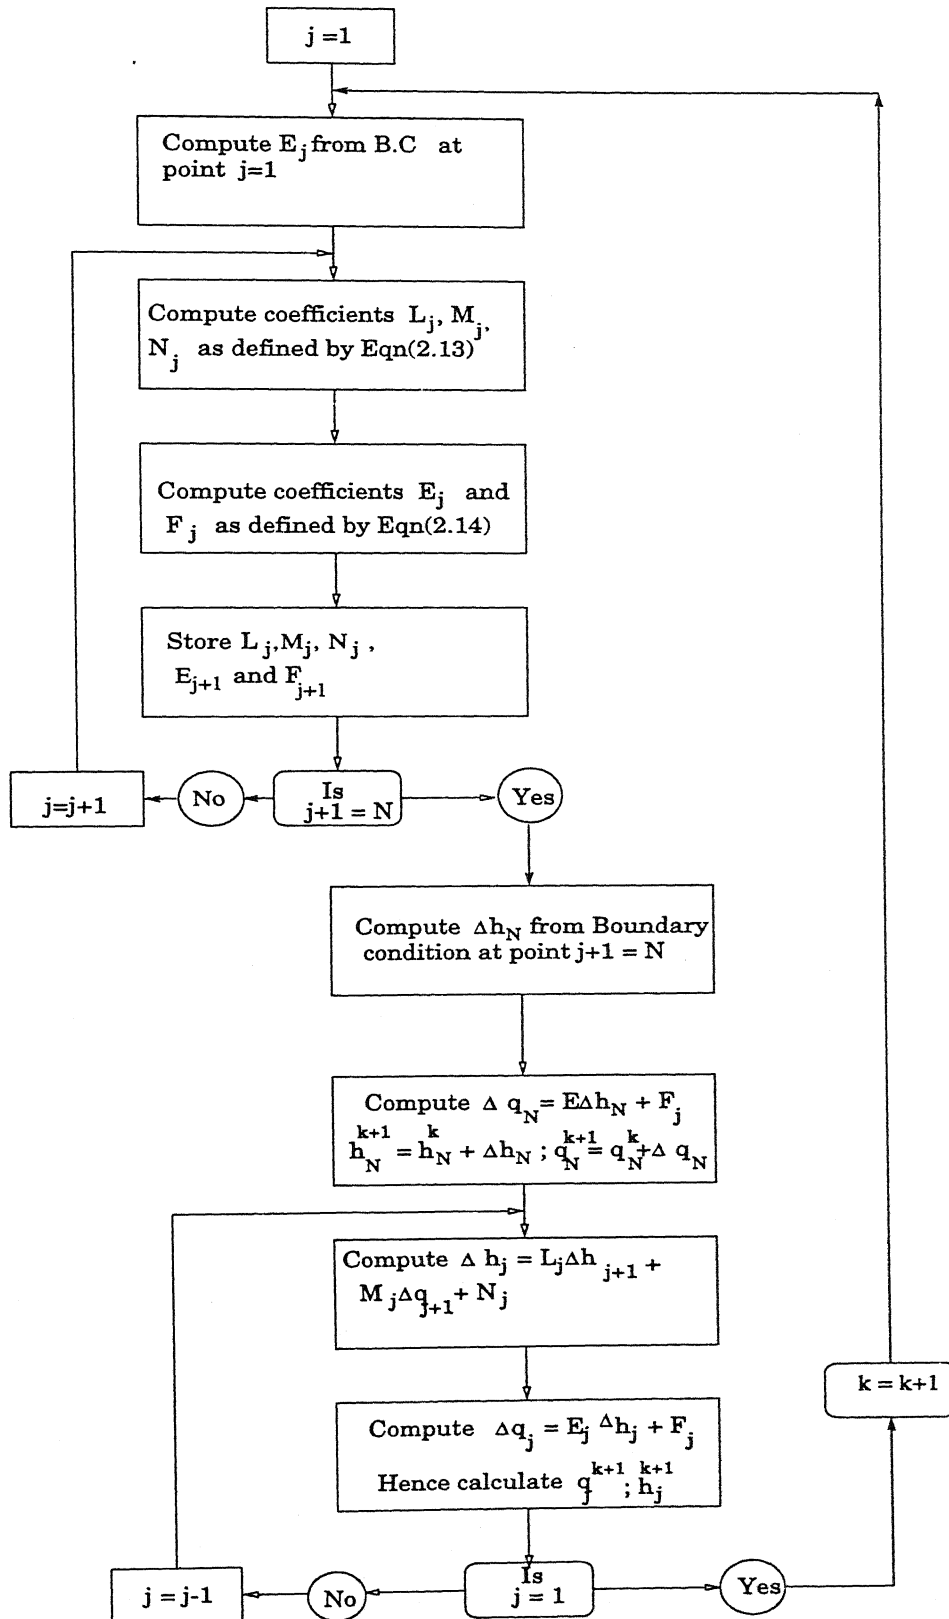 j =1
Compute E_j from B.C at
point j=1
Compute coefficients L_j, M_j,
N_j as defined by Eqn(2.13)
Compute coefficients E_j and
F_j as defined by Eqn(2.14)
Store L_j, M_j, N_j ,
E_{j+1} and F_{j+1}
j=j+1
No
Is
j+1 = N
Yes
Compute Δh_N from Boundary
condition at point j+1 = N
Compute Δ q_N = EΔh_N + F_j
h_N^{k+1} = h_N^k + Δh_N ; q_N^{k+1} = q_N^k + Δ q_N
Compute Δ h_j = L_jΔh_{j+1} +
M_jΔq_{j+1} + N_j
k = k+1
Compute Δq_j = E_j Δh_j + F_j
Hence calculate q_j^{k+1} ; h_j^{k+1}
j = j-1
No
Is
j = 1
Yes